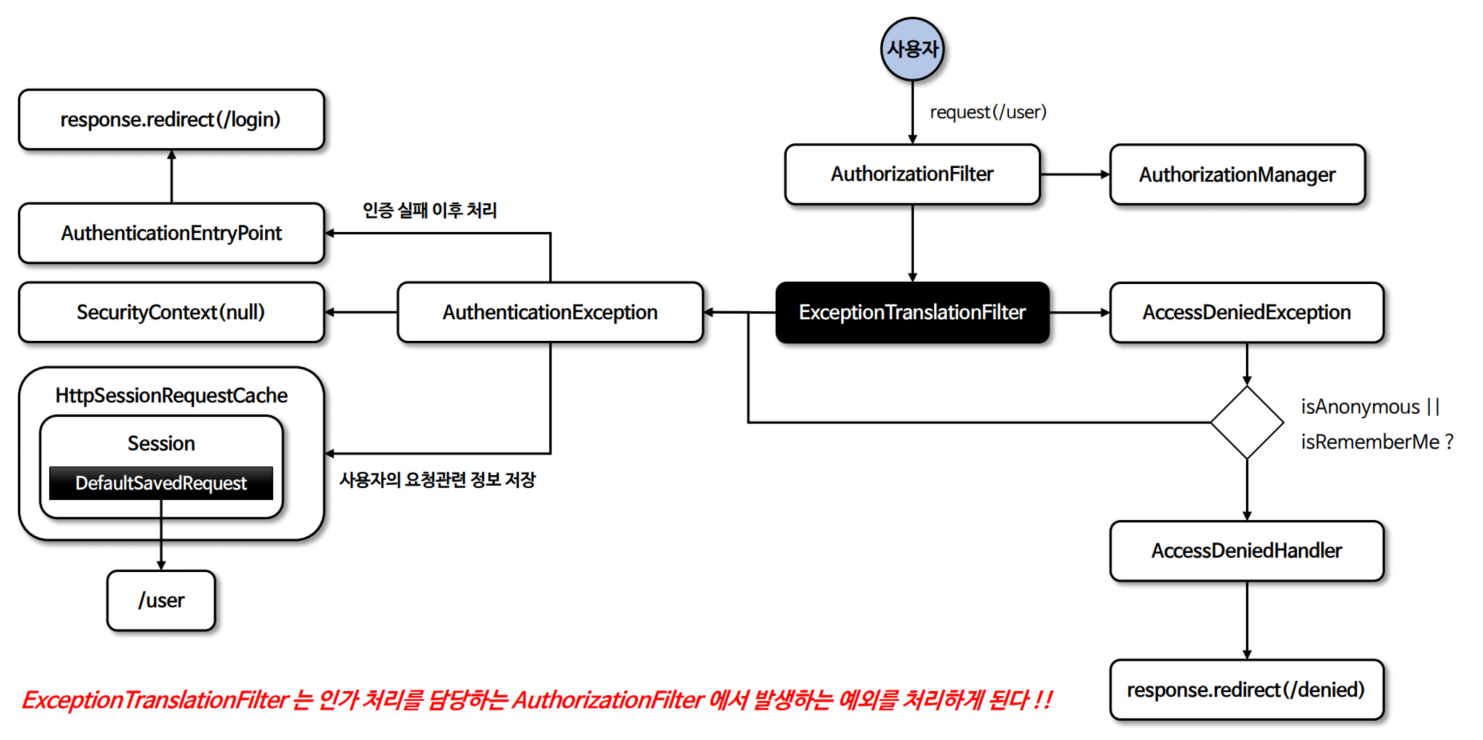 사용자
request(/user)
response.redirect(/login)
AuthorizationFilter
AuthorizationManager
인증 실패 이후 처리
AuthenticationEntryPoint
SecurityContext(null)
AuthenticationException
ExceptionTranslationFilter
AccessDeniedException
HttpSessionRequestCache
Session
DefaultSavedRequest
사용자의 요청관련 정보 저장
isAnonymous ||
isRememberMe ?
/user
AccessDeniedHandler
response.redirect(/denied)
ExceptionTranslationFilter 는 인가 처리를 담당하는 AuthorizationFilter 에서 발생하는 예외를 처리하게 된다 !!